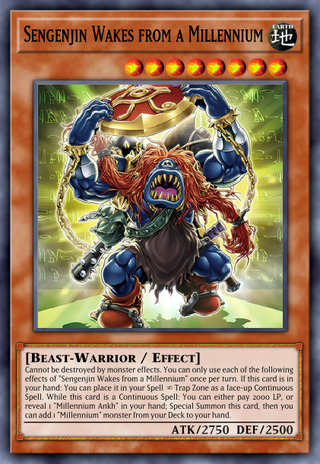 Sengenjin Wakes from a Millennium
EARTH
地
[Beast-Warrior / Effect]
Cannot be destroyed by monster effects. You can only use each of the following
effects of "Sengenjin Wakes from a Millennium" once per turn. If this card is in
your hand: You can place it in your Spell & Trap Zone as a face-up Continuous
Spell. While this card is a Continuous Spell: You can either pay 2000 LP, or
reveal 1 "Millennium Ankh" in your hand; Special Summon this card, then you
can add 1 "Millennium" monster from your Deck to your hand.
ATK/2750 DEF/2500